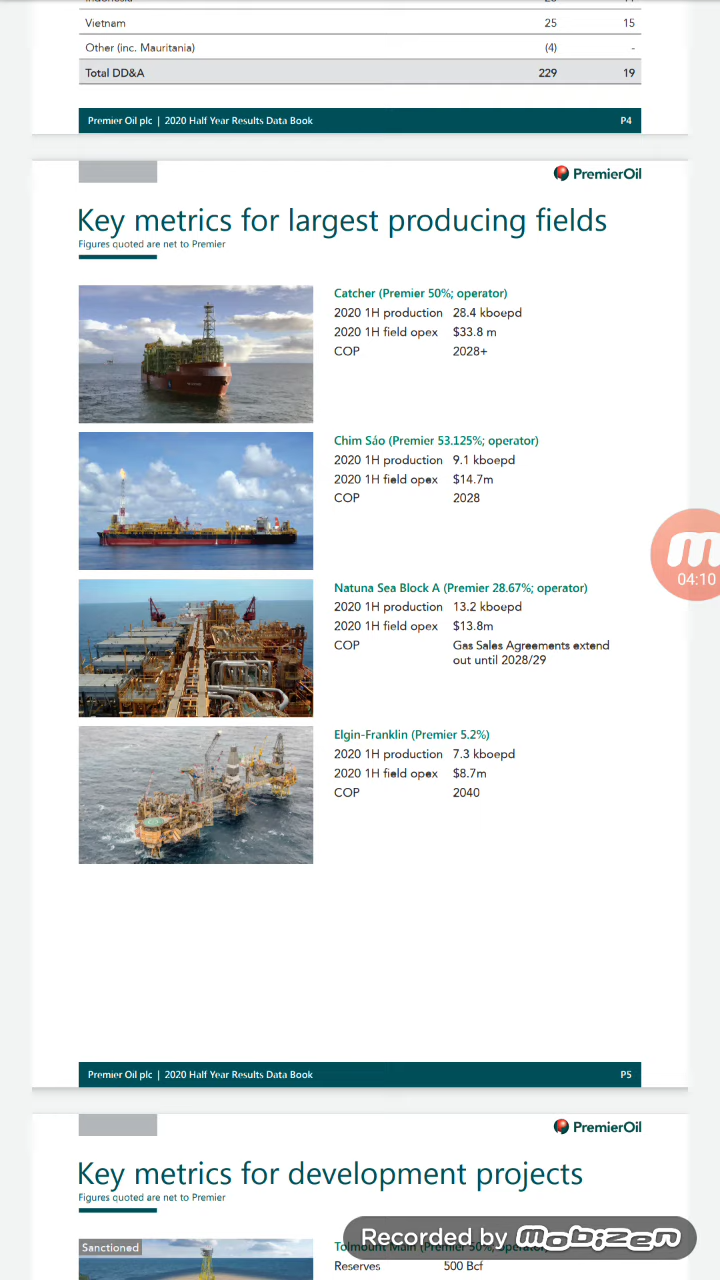 Vietnam 25 15
Other (inc. Mauritania) (4) -
Total DD&A 229 19
Premier Oil plc | 2020 Half Year Results Data Book P4
PremierOil
Key metrics for largest producing fields
Figures quoted are net to Premier
Catcher (Premier 50%; operator)
2020 1H production 28.4 kboepd
2020 1H field opex $33.8 m
COP 2028+
Chim Sáo (Premier 53.125%; operator)
2020 1H production 9.1 kboepd
2020 1H field opex $14.7m
COP 2028
Natuna Sea Block A (Premier 28.67%; operator)
2020 1H production 13.2 kboepd
2020 1H field opex $13.8m
COP Gas Sales Agreements extend
out until 2028/29
Elgin-Franklin (Premier 5.2%)
2020 1H production 7.3 kboepd
2020 1H field opex $8.7m
COP 2040
m
04:10
Premier Oil plc | 2020 Half Year Results Data Book P5
PremierOil
Key metrics for development projects
Figures quoted are net to Premier
Sanctioned
Tolmount Main (Premier 50%; operator)
Recorded by mobizen
Reserves 500 Bcf